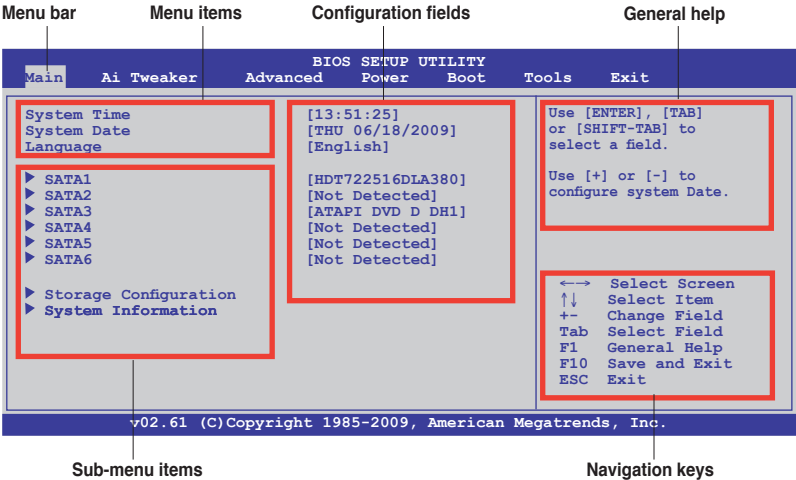 Menu bar Menu items Configuration fields General help
BIOS SETUP UTILITY
Main Ai Tweaker Advanced Power Boot Tools Exit
System Time [13:51:25] Use [ENTER], [TAB]
System Date [THU 06/18/2009] or [SHIFT-TAB] to
Language [English] select a field.
SATA1 [HDT722516DLA380] Use [+] or [-] to
SATA2 [Not Detected] configure system Date.
SATA3 [ATAPI DVD D DH1]
SATA4 [Not Detected]
SATA5 [Not Detected]
SATA6 [Not Detected]
Storage Configuration
System Information
←→ Select Screen
↑↓ Select Item
+- Change Field
Tab Select Field
F1 General Help
F10 Save and Exit
ESC Exit
v02.61 (C)Copyright 1985-2009, American Megatrends, Inc.
Sub-menu items Navigation keys